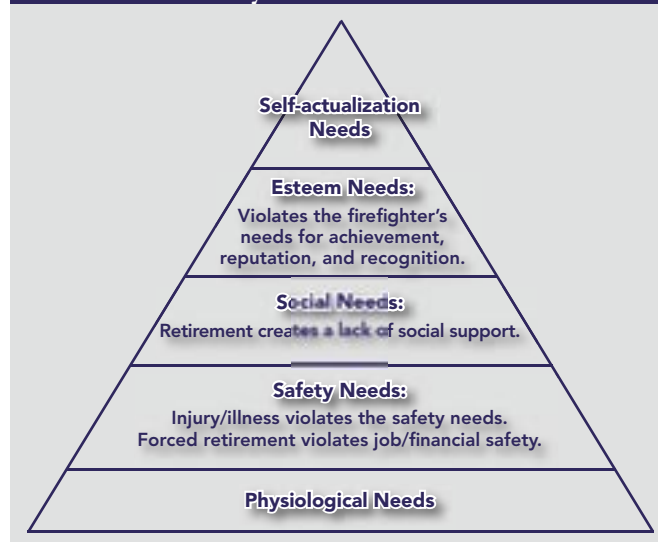 Self-actualization
Needs
Esteem Needs:
Violates the firefighter's
needs for achievement,
reputation, and recognition.
Social Needs:
Retirement creates a lack of social support.
Safety Needs:
Injury/illness violates the safety needs.
Forced retirement violates job/financial safety.
Physiological Needs